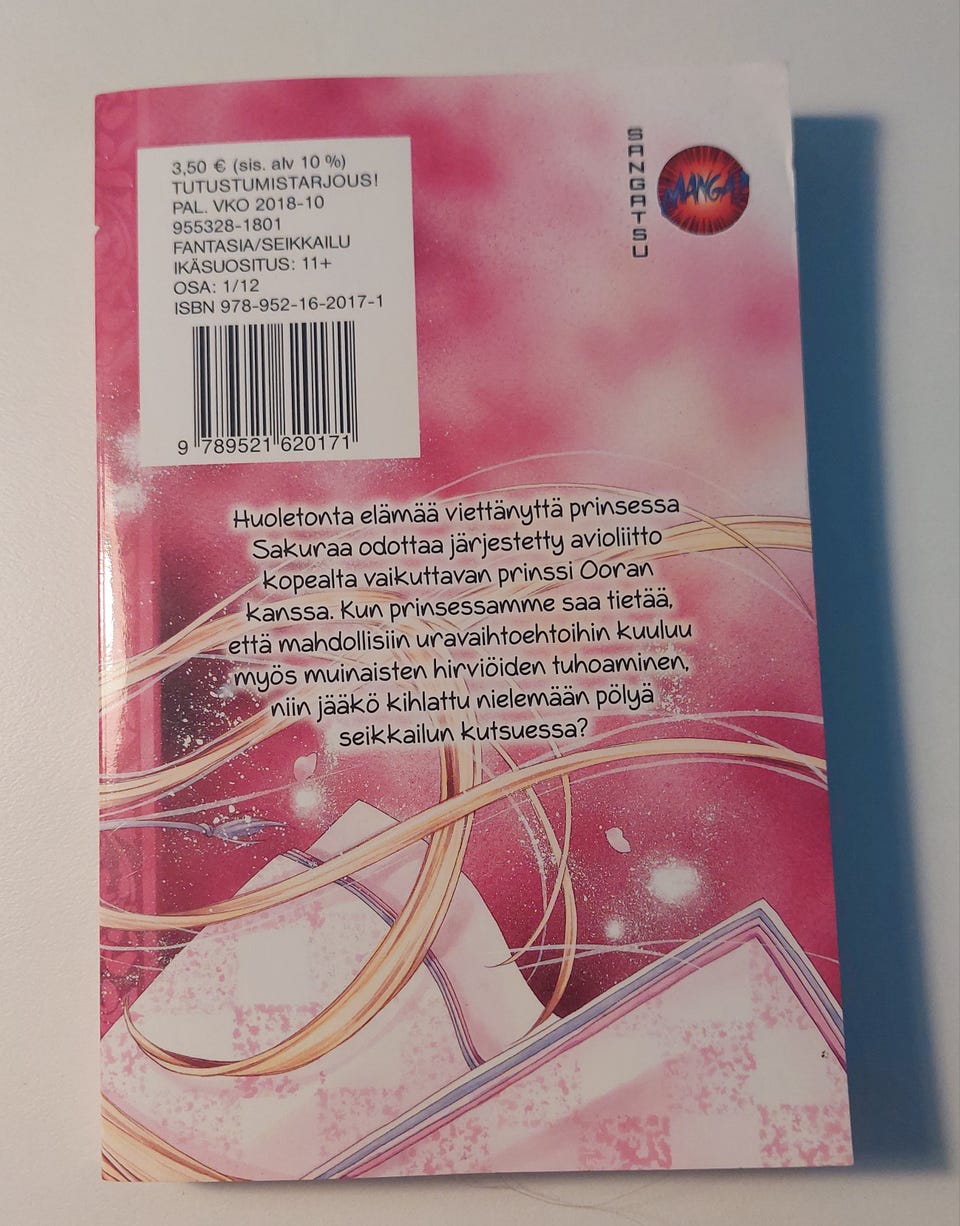 3,50 € (sis. alv 10 %)
TUTUSTUMISTARJOUS!
PAL. VKO 2018-10
955328-1801
FANTASIA/SEIKKAILU
IKÄSUOSITUS: 11+
OSA: 1/12
ISBN 978-952-16-2017-1
9 789521 620171
SANGATSU
MANGA
Huoletonta elämää viettänyttä prinsessa
Sakuraa odottaa järjestetty avioliitto
kopealta vaikuttavan prinssi Ooran
kanssa. Kun prinsessamme saa tietää,
että mahdollisiin uravaihtoehtoihin kuuluu
myös muinaisten hirviöiden tuhoaminen,
niin jääkö kihlattu nielemään pölyä
seikkailun kutsuessa?